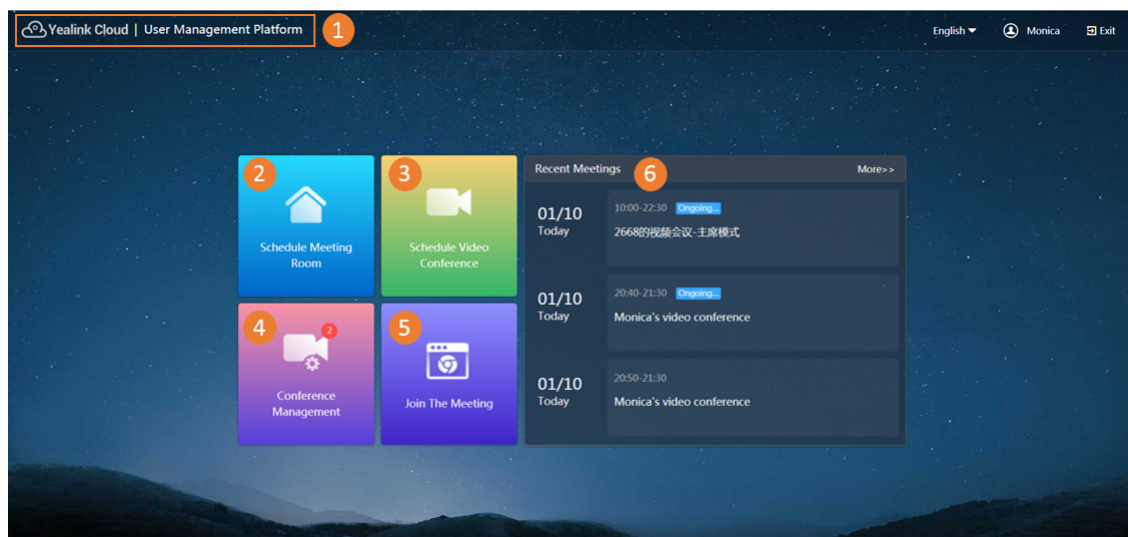 Yealink Cloud | User Management Platform
1
English
Monica
Exit
2
Schedule Meeting
Room
3
Schedule Video
Conference
4
2
Conference
Management
5
Join The Meeting
Recent Meetings
6
More>>
01/10
Today
10:00-22:30 Ongoing...
2668的视频会议-主席模式
01/10
Today
20:40-21:30 Ongoing...
Monica's video conference
01/10
Today
20:50-21:30
Monica's video conference